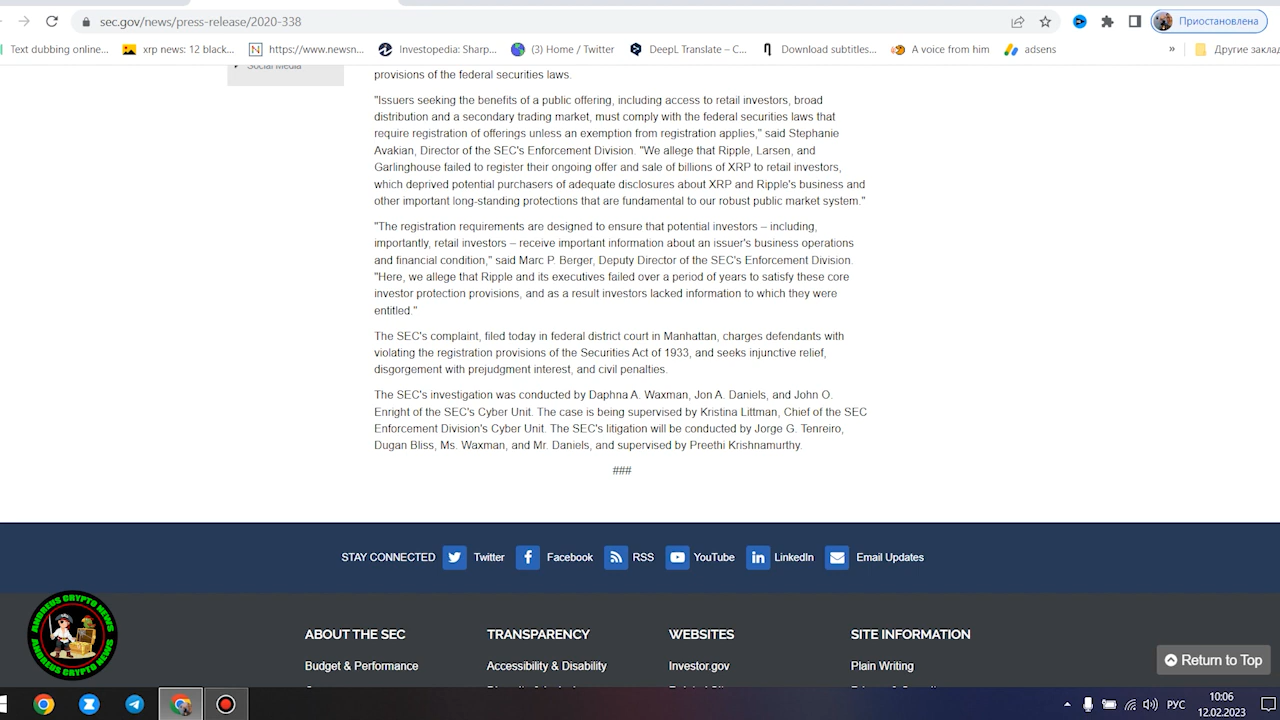 sec.gov/news/press-release/2020-338
Приостановлена
Text dubbing online...
xrp news: 12 black...
https://www.newsn...
Investopedia: Sharp...
(3) Home / Twitter
DeepL Translate – C...
Download subtitles...
A voice from him
adsens
»
Другие заклад
Social Media
provisions of the federal securities laws.
"Issuers seeking the benefits of a public offering, including access to retail investors, broad
distribution and a secondary trading market, must comply with the federal securities laws that
require registration of offerings unless an exemption from registration applies," said Stephanie
Avakian, Director of the SEC's Enforcement Division. "We allege that Ripple, Larsen, and
Garlinghouse failed to register their ongoing offer and sale of billions of XRP to retail investors,
which deprived potential purchasers of adequate disclosures about XRP and Ripple's business and
other important long-standing protections that are fundamental to our robust public market system."
"The registration requirements are designed to ensure that potential investors – including,
importantly, retail investors – receive important information about an issuer's business operations
and financial condition," said Marc P. Berger, Deputy Director of the SEC's Enforcement Division.
"Here, we allege that Ripple and its executives failed over a period of years to satisfy these core
investor protection provisions, and as a result investors lacked information to which they were
entitled."
The SEC's complaint, filed today in federal district court in Manhattan, charges defendants with
violating the registration provisions of the Securities Act of 1933, and seeks injunctive relief,
disgorgement with prejudgment interest, and civil penalties.
The SEC's investigation was conducted by Daphna A. Waxman, Jon A. Daniels, and John O.
Enright of the SEC's Cyber Unit. The case is being supervised by Kristina Littman, Chief of the SEC
Enforcement Division's Cyber Unit. The SEC's litigation will be conducted by Jorge G. Tenreiro,
Dugan Bliss, Ms. Waxman, and Mr. Daniels, and supervised by Preethi Krishnamurthy.
###
STAY CONNECTED
Twitter
Facebook
RSS
YouTube
LinkedIn
Email Updates
ANDREUS CRYPTO NEWS
ANDREUS CRYPTO NEWS
ABOUT THE SEC
TRANSPARENCY
WEBSITES
SITE INFORMATION
Budget & Performance
Accessibility & Disability
Investor.gov
Plain Writing
Return to Top
РУС
10:06
12.02.2023